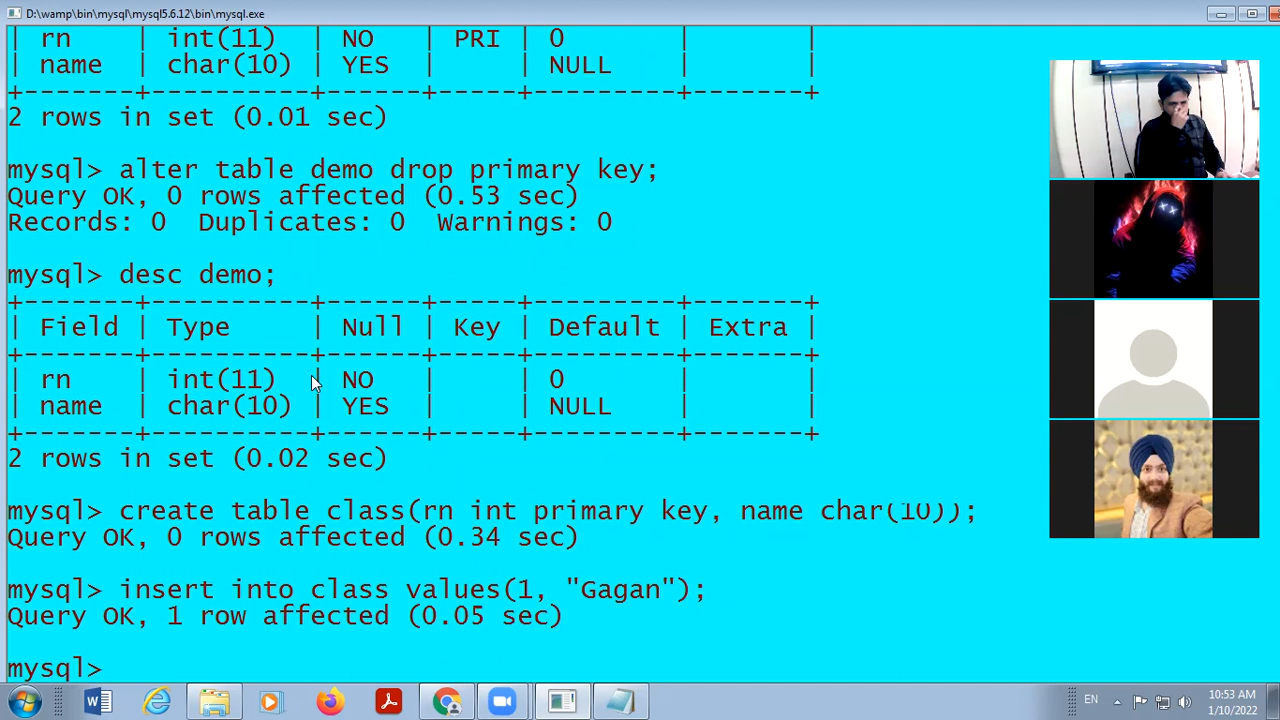 D:\wamp\bin\mysql\mysql5.6.12\bin\mysql.exe
| rn | int(11) | NO | PRI | 0 | |
| name | char(10) | YES | | NULL | |
+-------+----------+------+-----+---------+-------+
2 rows in set (0.01 sec)
mysql> alter table demo drop primary key;
Query OK, 0 rows affected (0.53 sec)
Records: 0 Duplicates: 0 Warnings: 0
mysql> desc demo;
+-------+----------+------+-----+---------+-------+
| Field | Type | Null | Key | Default | Extra |
+-------+----------+------+-----+---------+-------+
| rn | int(11) | NO | | 0 | |
| name | char(10) | YES | | NULL | |
+-------+----------+------+-----+---------+-------+
2 rows in set (0.02 sec)
mysql> create table class(rn int primary key, name char(10));
Query OK, 0 rows affected (0.34 sec)
mysql> insert into class values(1, "Gagan");
Query OK, 1 row affected (0.05 sec)
mysql>
EN
10:53 AM
1/10/2022